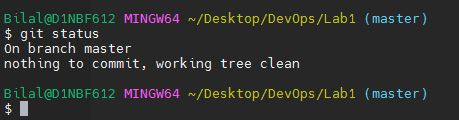 Bilal@D1NBF612 MINGW64 ~/Desktop/DevOps/Lab1 (master)
$ git status
On branch master
nothing to commit, working tree clean
Bilal@D1NBF612 MINGW64 ~/Desktop/DevOps/Lab1 (master)
$